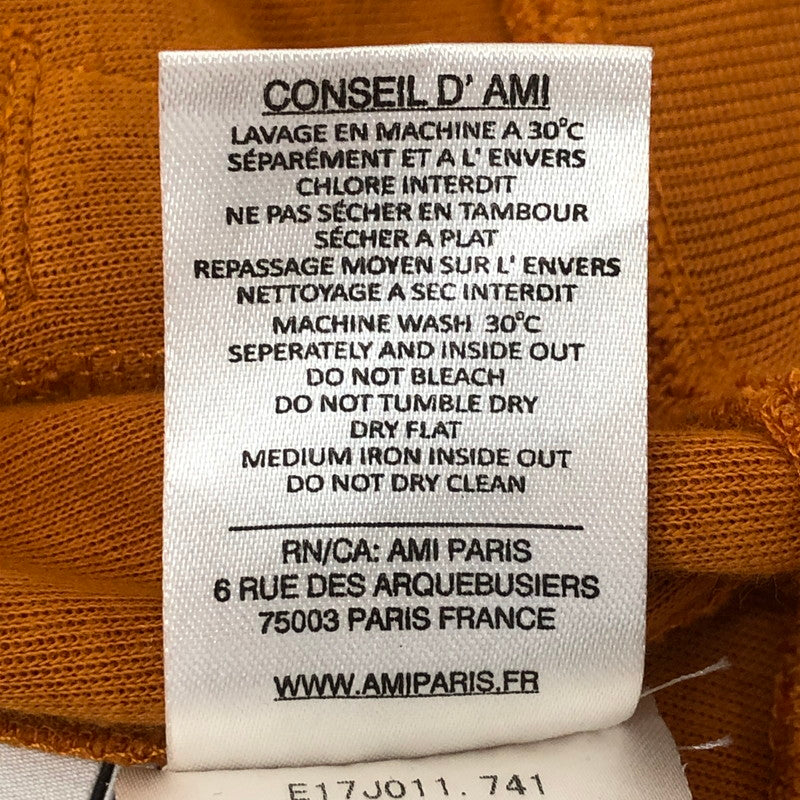 CONSEIL D' AMI
LAVAGE EN MACHINE A 30°C
SÉPARÉMENT ET A L' ENVERS
CHLORE INTERDIT
NE PAS SÉCHER EN TAMBOUR
SÉCHER A PLAT
REPASSAGE MOYEN SUR L' ENVERS
NETTOYAGE A SEC INTERDIT
MACHINE WASH 30°C
SEPERATELY AND INSIDE OUT
DO NOT BLEACH
DO NOT TUMBLE DRY
DRY FLAT
MEDIUM IRON INSIDE OUT
DO NOT DRY CLEAN
RN/CA: AMI PARIS
6 RUE DES ARQUEBUSIERS
75003 PARIS FRANCE
WWW.AMIPARIS.FR
E17J011.741